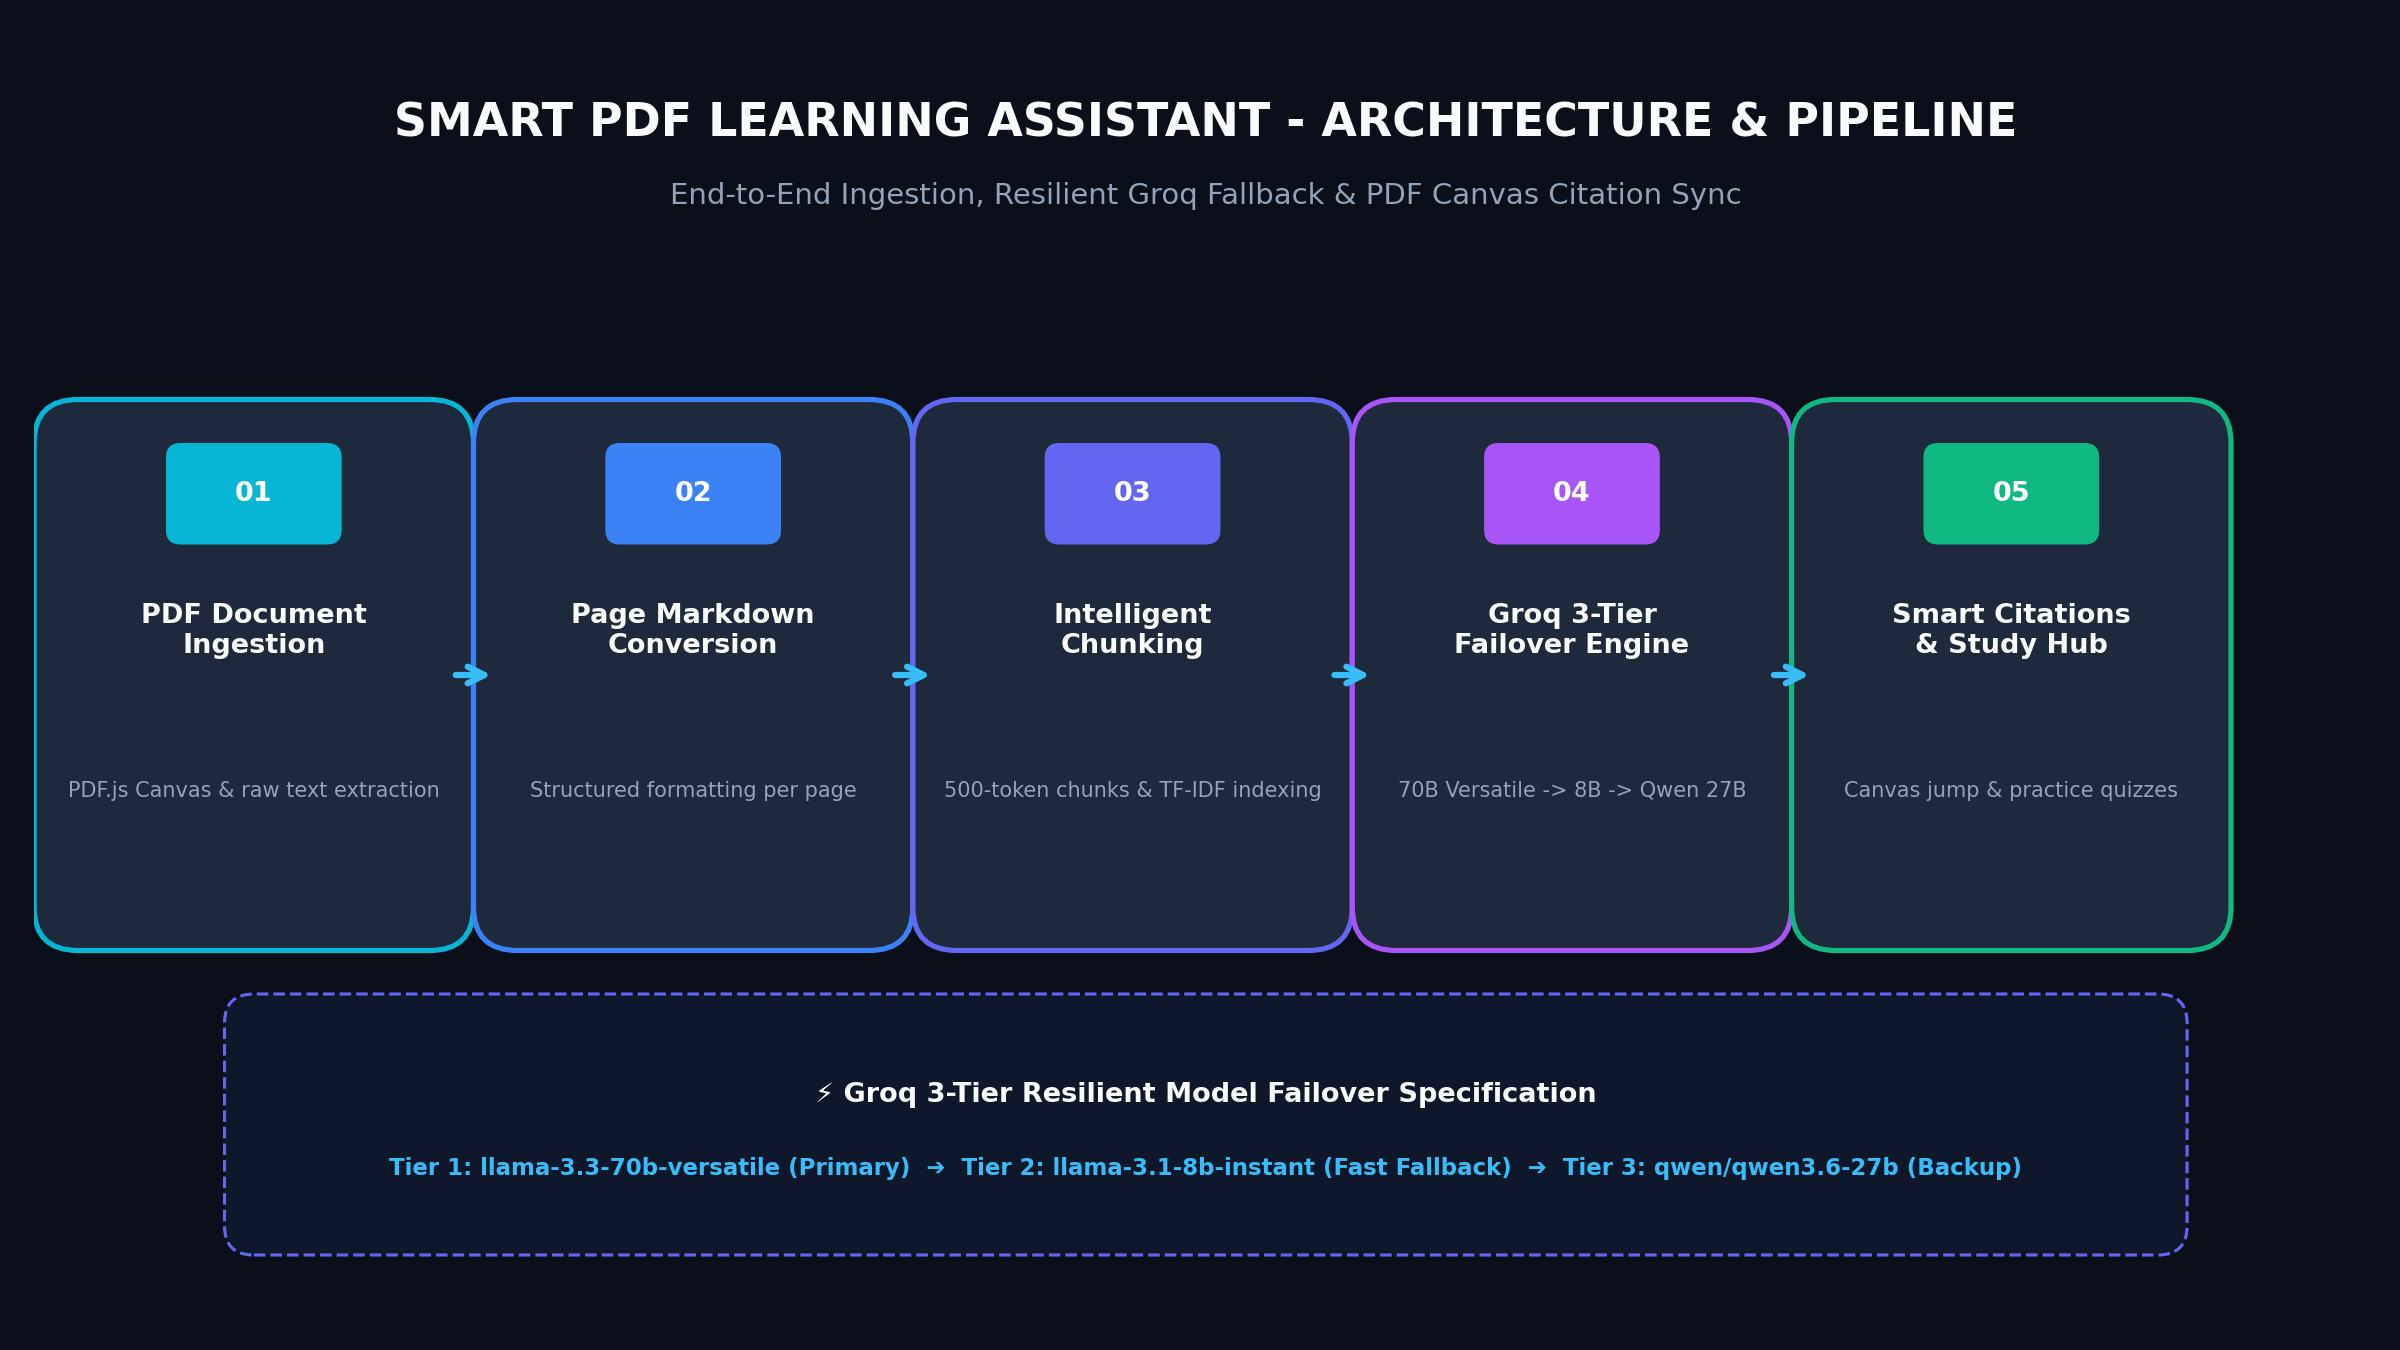 SMART PDF LEARNING ASSISTANT - ARCHITECTURE & PIPELINE
End-to-End Ingestion, Resilient Groq Fallback & PDF Canvas Citation Sync
01
PDF Document
Ingestion
PDF.js Canvas & raw text extraction
02
Page Markdown
Conversion
Structured formatting per page
03
Intelligent
Chunking
500-token chunks & TF-IDF indexing
04
Groq 3-Tier
Failover Engine
70B Versatile -> 8B -> Qwen 27B
05
Smart Citations
& Study Hub
Canvas jump & practice quizzes
⚡ Groq 3-Tier Resilient Model Failover Specification
Tier 1: llama-3.3-70b-versatile (Primary) ➔ Tier 2: llama-3.1-8b-instant (Fast Fallback) ➔ Tier 3: qwen/qwen3.6-27b (Backup)